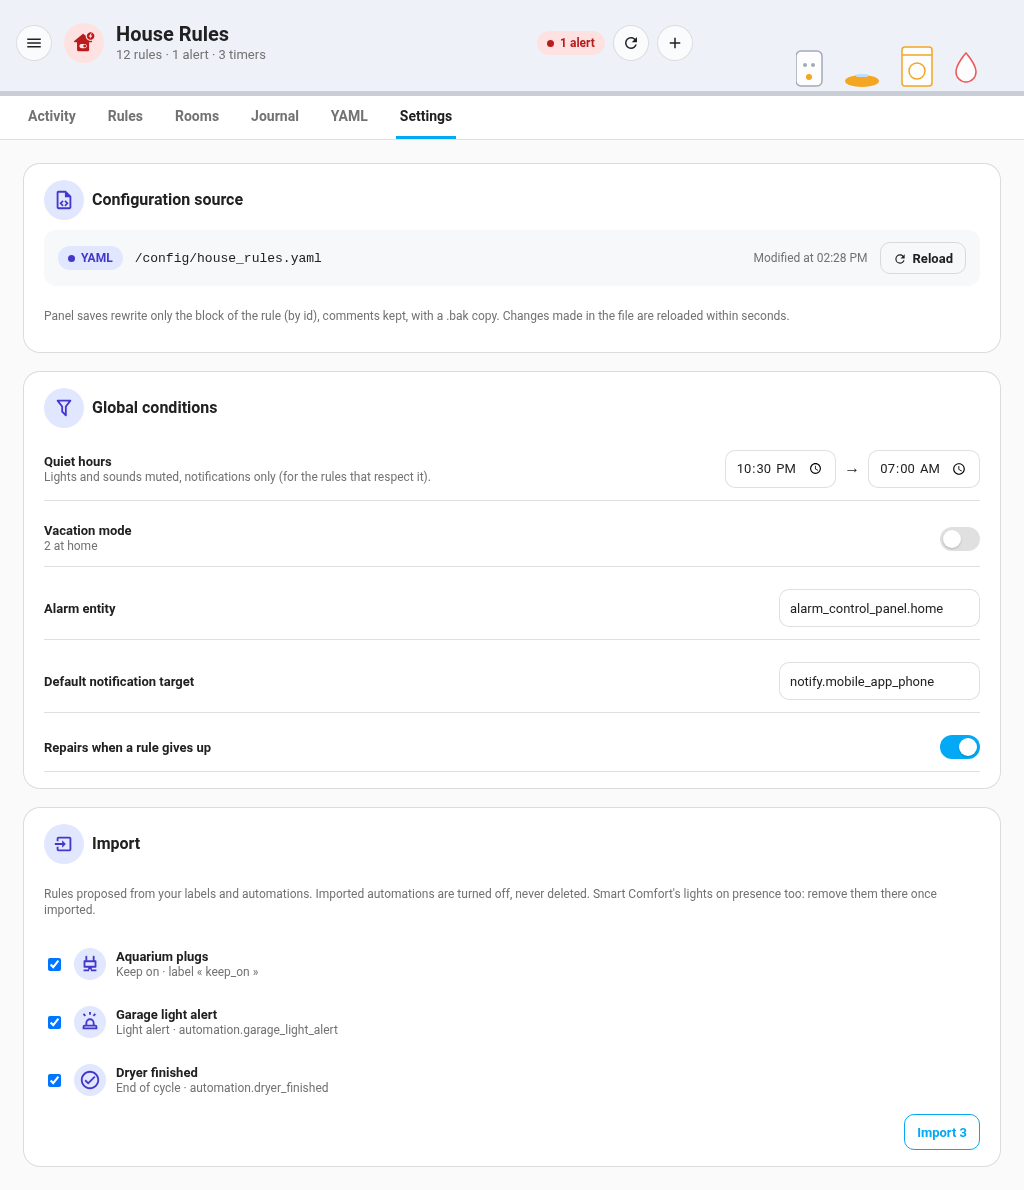 House Rules
12 rules · 1 alert · 3 timers
1 alert
Activity
Rules
Rooms
Journal
YAML
Settings
Configuration source
YAML
/config/house_rules.yaml
Modified at 02:28 PM
Reload
Panel saves rewrite only the block of the rule (by id), comments kept, with a .bak copy. Changes made in the file are reloaded within seconds.
Global conditions
Quiet hours
Lights and sounds muted, notifications only (for the rules that respect it).
10:30 PM
→
07:00 AM
Vacation mode
2 at home
Alarm entity
alarm_control_panel.home
Default notification target
notify.mobile_app_phone
Repairs when a rule gives up
Import
Rules proposed from your labels and automations. Imported automations are turned off, never deleted. Smart Comfort's lights on presence too: remove them there once
imported.
Aquarium plugs
Keep on · label « keep_on »
Garage light alert
Light alert · automation.garage_light_alert
Dryer finished
End of cycle · automation.dryer_finished
Import 3